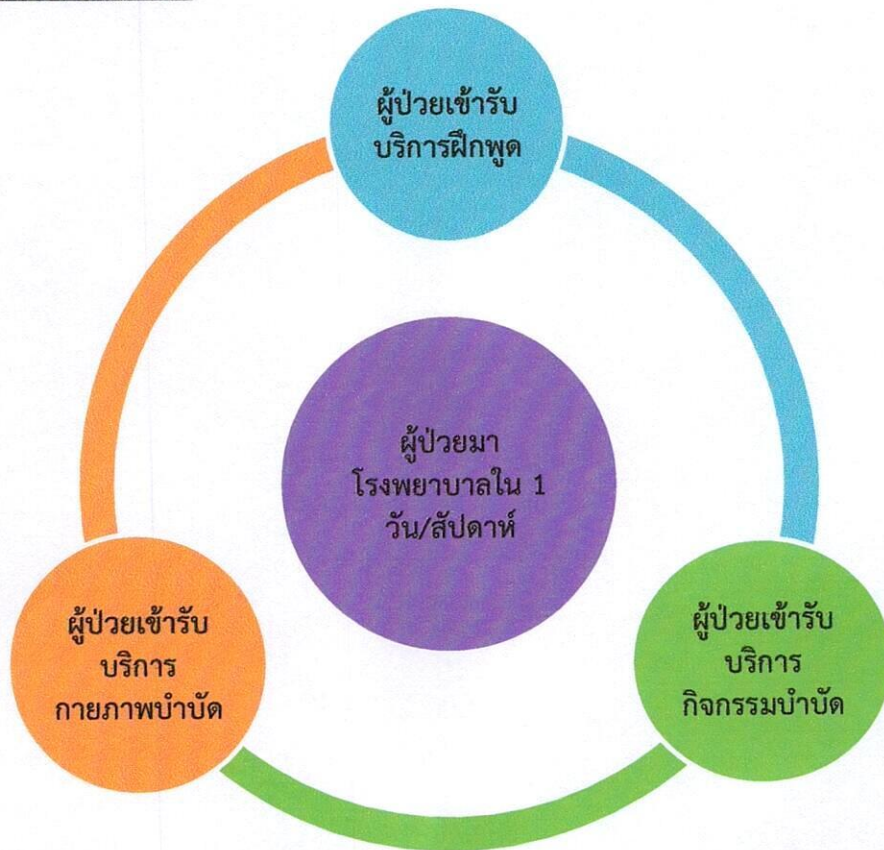 ผู้ป่วยเข้ารับ
บริการฝึกพูด
ผู้ป่วยมา
โรงพยาบาลใน 1
วัน/สัปดาห์
ผู้ป่วยเข้ารับ
บริการ
กายภาพบำบัด
ผู้ป่วยเข้ารับ
บริการ
กิจกรรมบำบัด